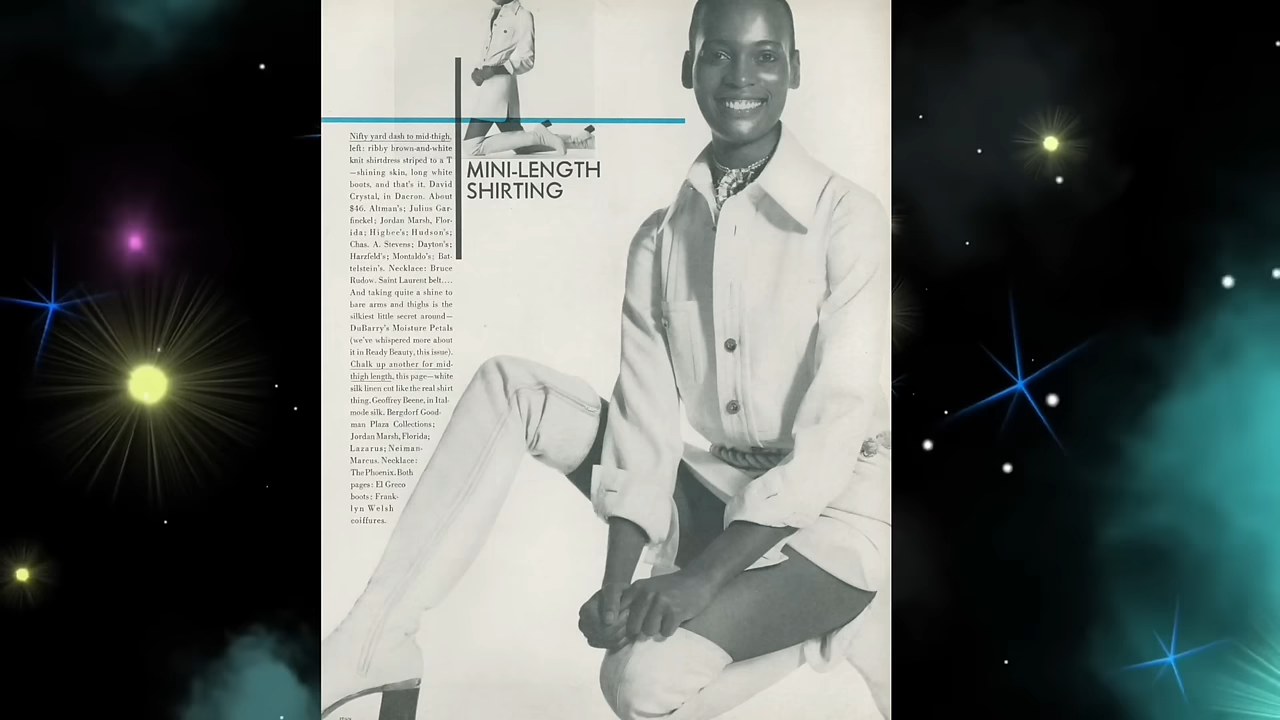 MINI-LENGTH
SHIRTING
Nifty yard dash to mid-thigh,
left: ribby brown-and-white
knit shirtdress striped to a T
—shining skin, long white
boots, and that's it. David
Crystal, in Dacron. About
$46. Altman's; Julius Gar-
finckel; Jordan Marsh, Flor-
ida; Higbee's; Hudson's;
Chas. A. Stevens; Dayton's;
Harzfeld's; Montaldo's; Bat-
telstein's. Necklace: Bruce
Rudow. Saint Laurent belt....
And taking quite a shine to
bare arms and thighs is the
silkiest little secret around—
DuBarry's Moisture Petals
(we've whispered more about
it in Ready Beauty, this issue).
Chalk up another for mid-
thigh length, this page—white
silk linen cut like the real shirt
thing. Geoffrey Beene, in Ital-
mode silk. Bergdorf Good-
man Plaza Collections;
Jordan Marsh, Florida;
Lazarus; Neiman-
Marcus. Necklace:
The Phoenix. Both
pages: El Greco
boots; Frank-
lyn Welsh
coiffures.